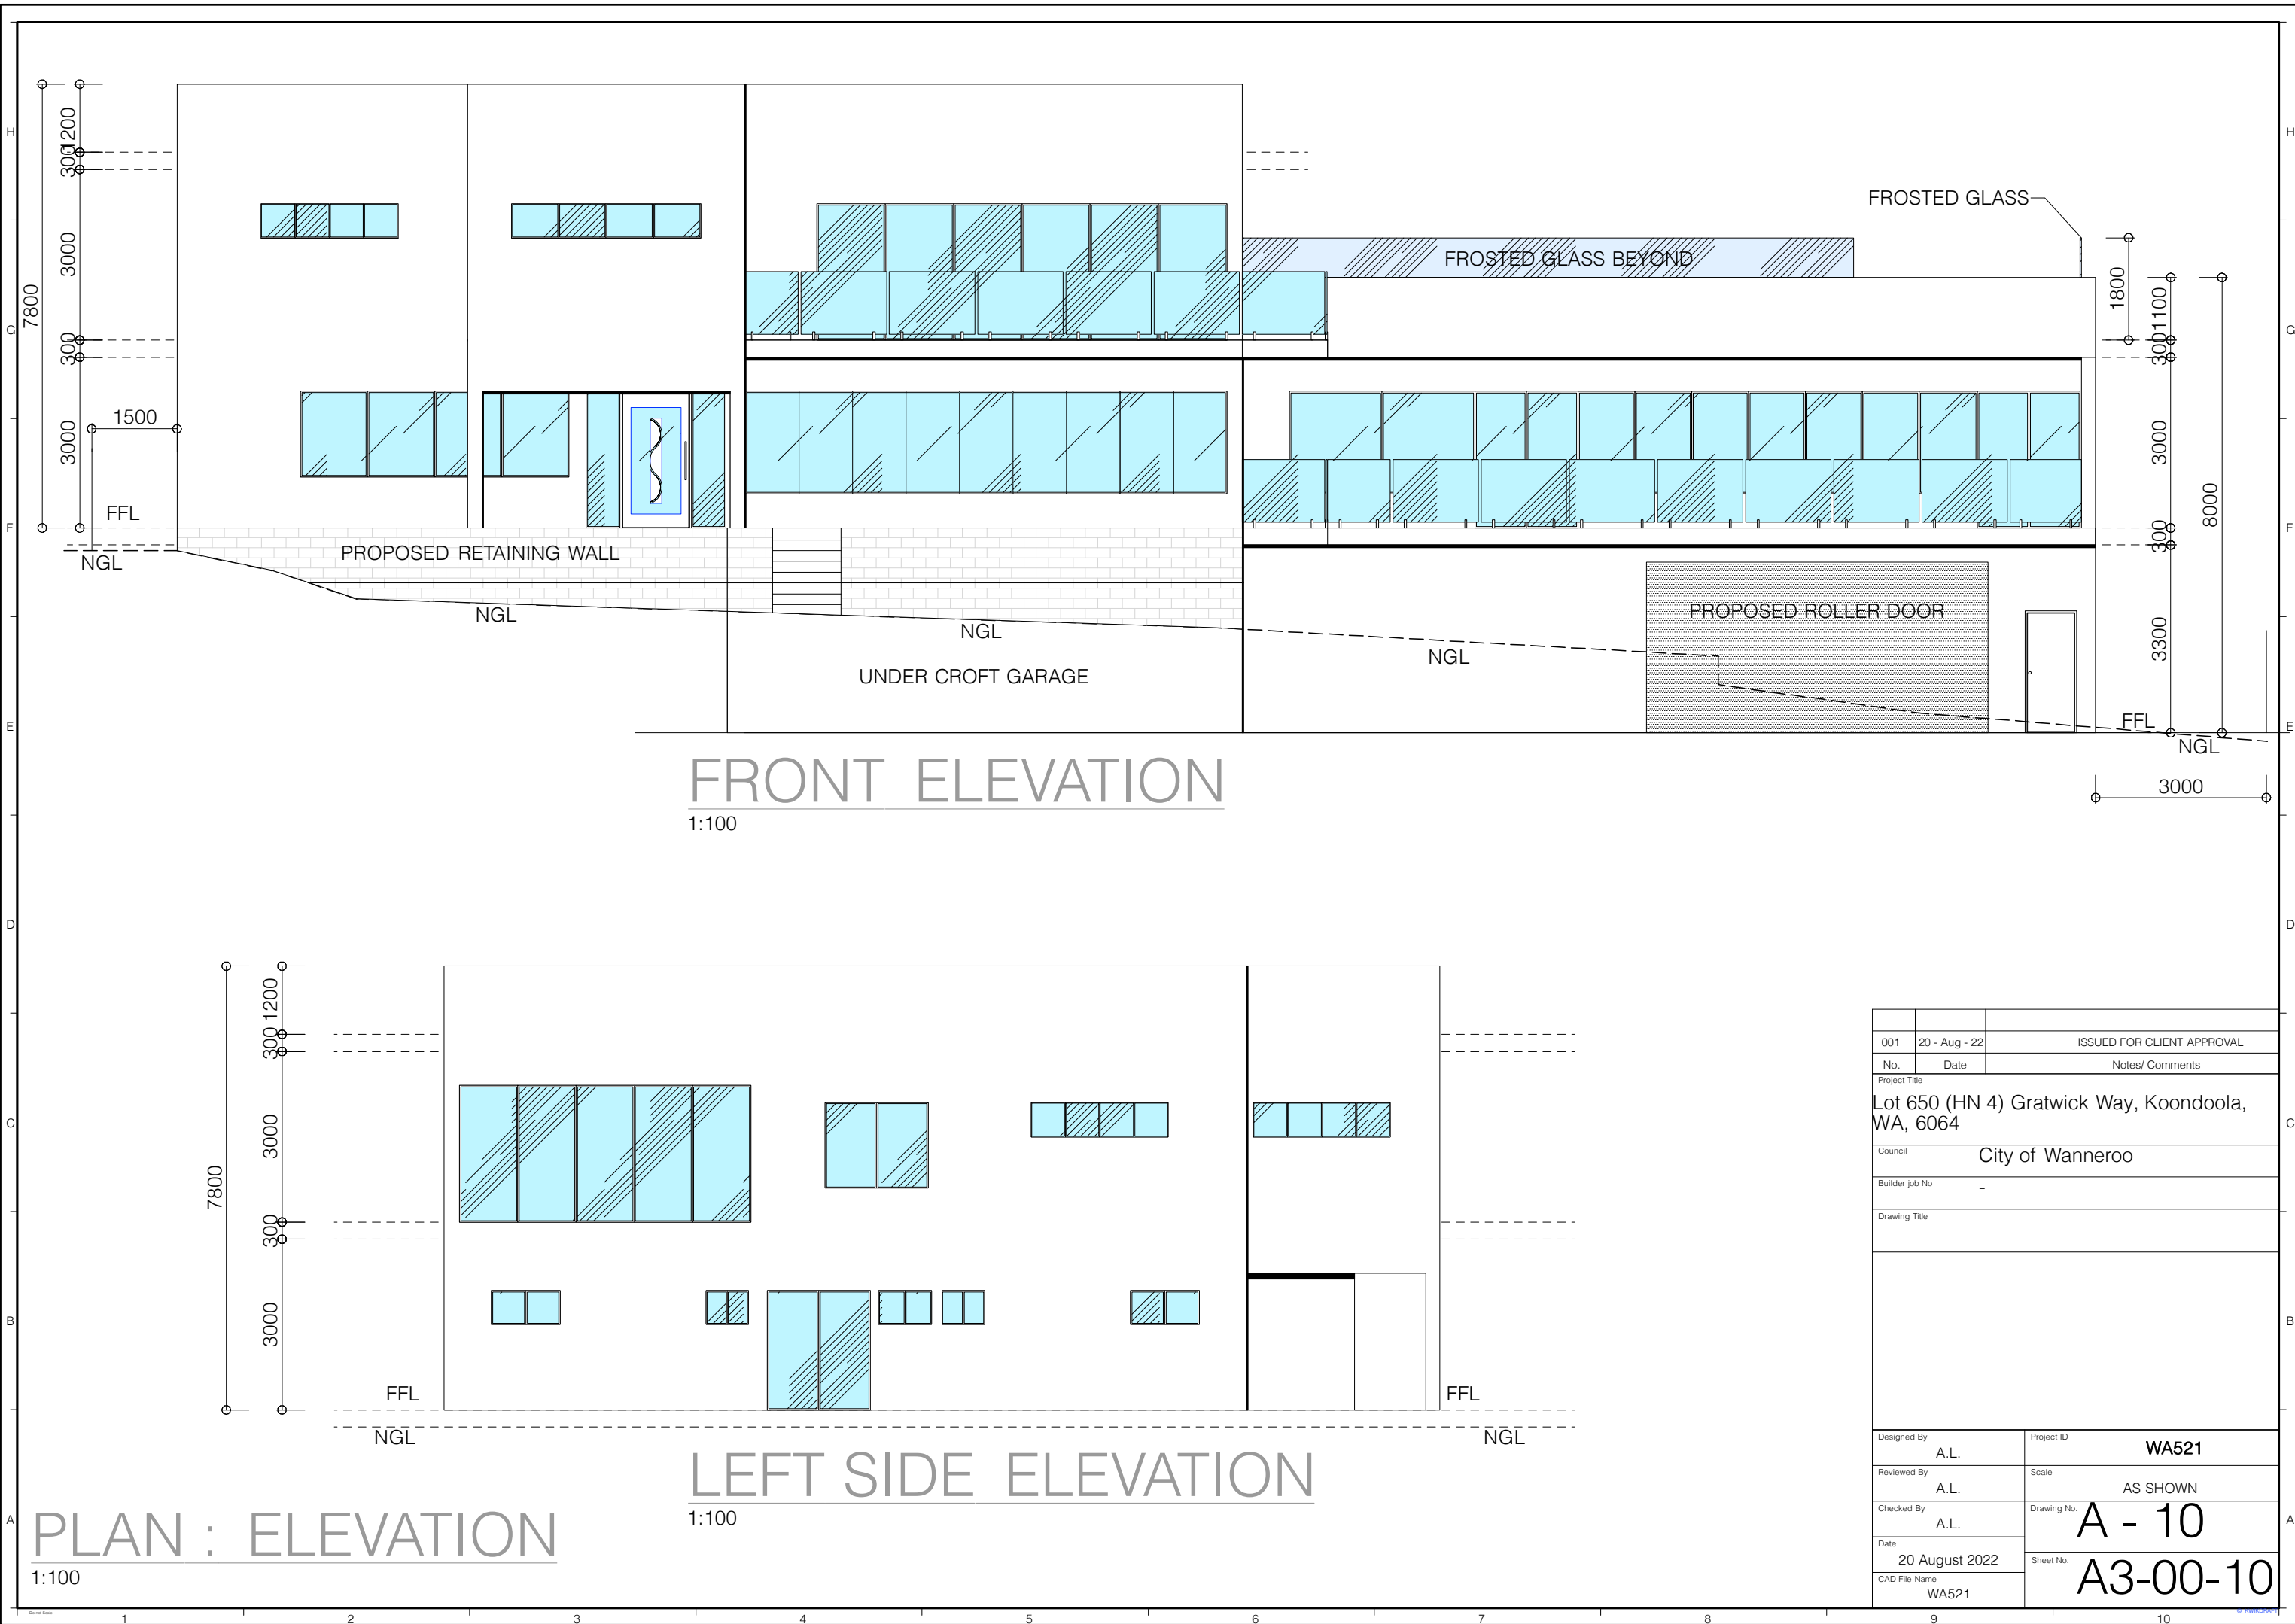 H
H
G
G
F
F
E
E
D
D
C
C
B
B
A
A
7800
1200
300
3000
300
3000
1500
FFL
NGL
PROPOSED RETAINING WALL
NGL
NGL
UNDER CROFT GARAGE
NGL
FROSTED GLASS
FROSTED GLASS BEYOND
1800
1100
300
3000
300
3300
8000
PROPOSED ROLLER DOOR
FFL
NGL
3000
FRONT ELEVATION
1:100
7800
1200
300
3000
300
3000
FFL
NGL
FFL
NGL
LEFT SIDE ELEVATION
1:100
PLAN : ELEVATION
1:100
001 20 - Aug - 22 ISSUED FOR CLIENT APPROVAL
No. Date Notes/ Comments
Project Title
Lot 650 (HN 4) Gratwick Way, Koondoola,
WA, 6064
Council City of Wanneroo
Builder job No -
Drawing Title
Designed By
A.L.
Project ID
WA521
Reviewed By
A.L.
Scale
AS SHOWN
Checked By
A.L.
Drawing No.
A - 10
Date
20 August 2022
Sheet No.
A3-00-10
CAD File Name
WA521
Do not Scale
1 2 3 4 5 6 7 8 9 10